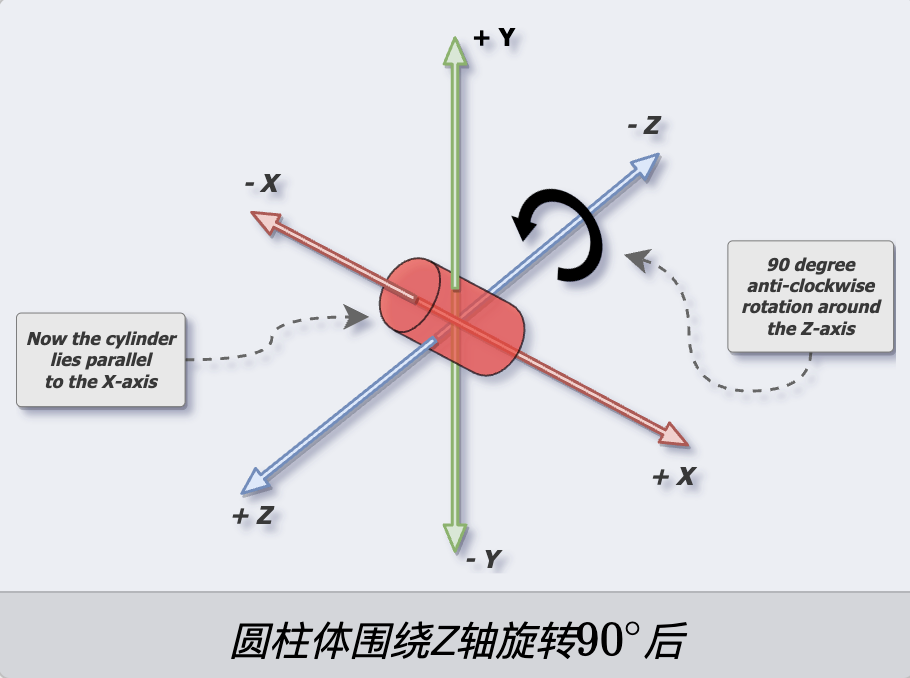 + Y
- Z
- X
90 degree
anti-clockwise
rotation around
the Z-axis
Now the cylinder
lies parallel
to the X-axis
+ X
+ Z
- Y
圆柱体围绕Z轴旋转90°后